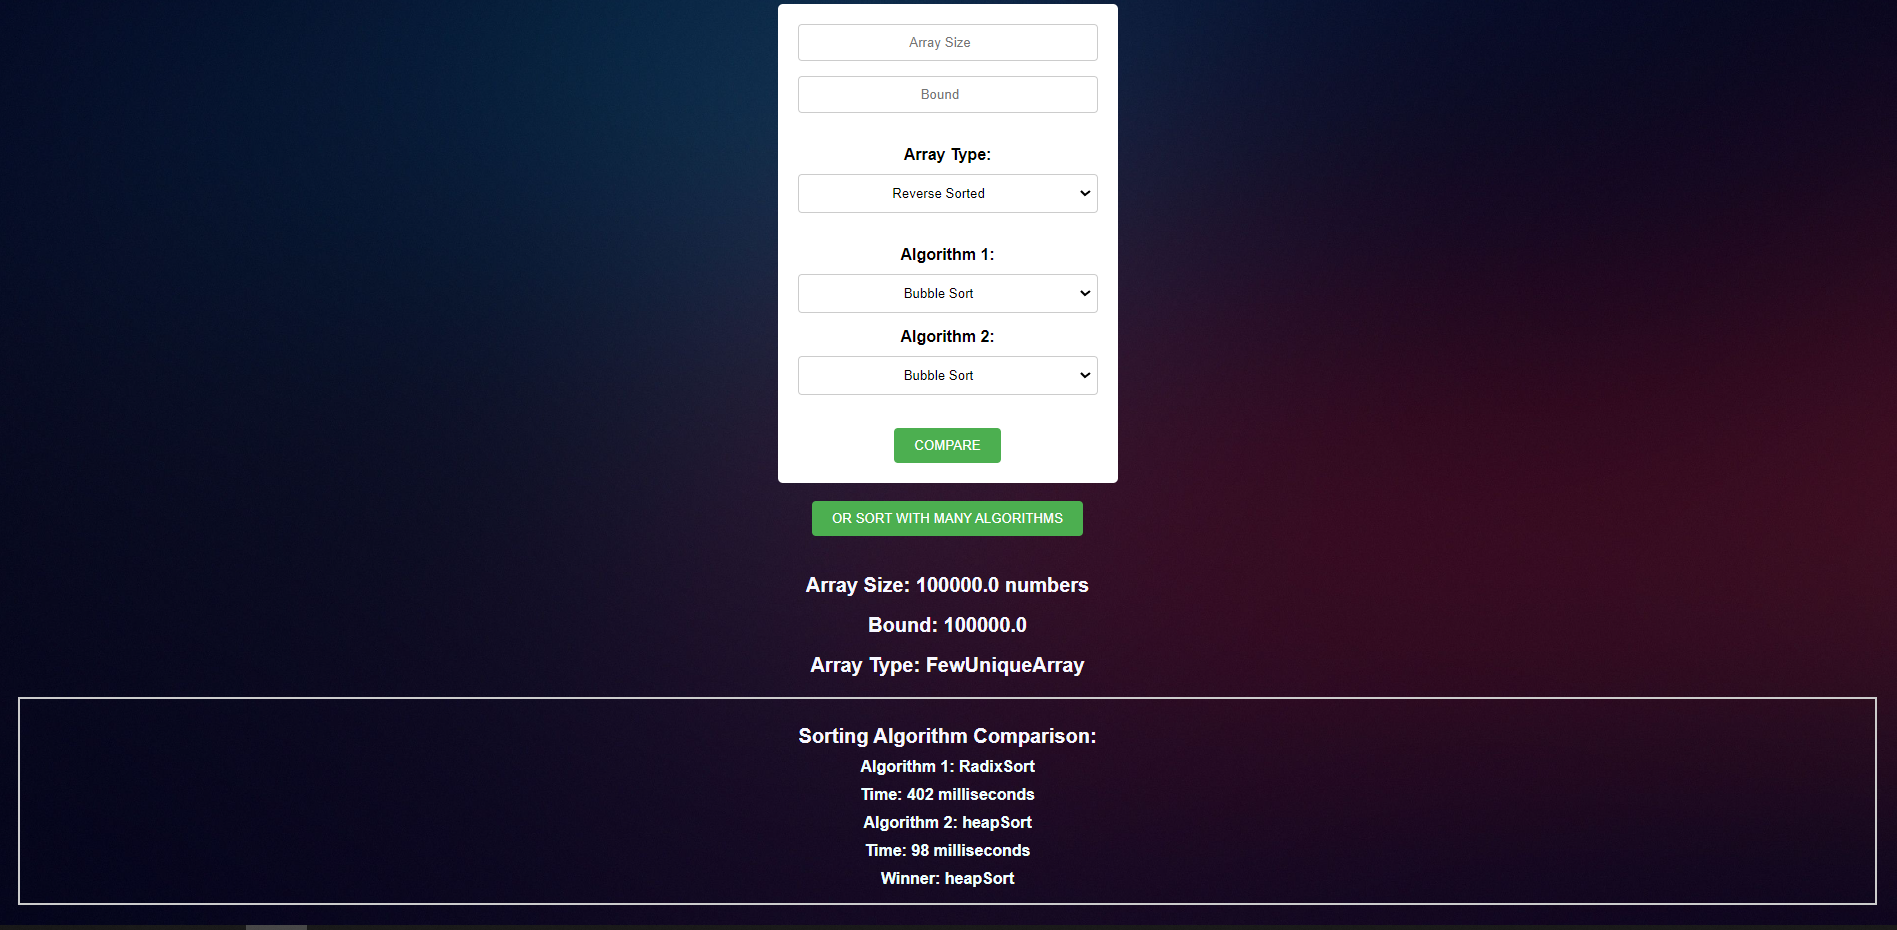 Array Size
Bound
Array Type:
Reverse Sorted
Algorithm 1:
Bubble Sort
Algorithm 2:
Bubble Sort
COMPARE
OR SORT WITH MANY ALGORITHMS
Array Size: 100000.0 numbers
Bound: 100000.0
Array Type: FewUniqueArray
Sorting Algorithm Comparison:
Algorithm 1: RadixSort
Time: 402 milliseconds
Algorithm 2: heapSort
Time: 98 milliseconds
Winner: heapSort